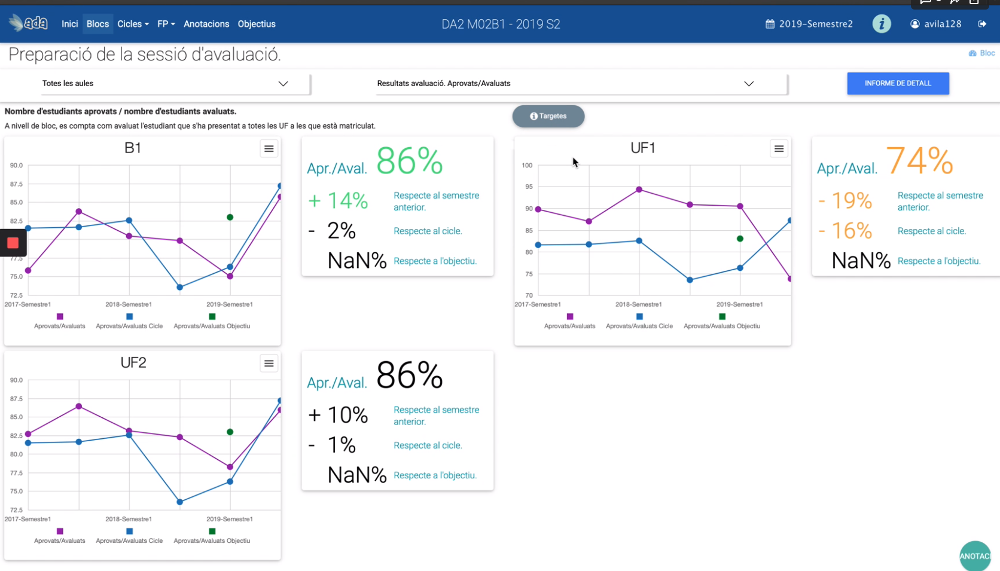 ada Inici Blocs Cicles FP Anotacions Objectius DA2 M02B1 - 2019 S2 2019-Semestre2 i avila128
Preparació de la sessió d'avaluació. Bloc
Totes les aules Resultats avaluació. Aprovats/Avaluats INFORME DE DETALL
Nombre d'estudiants aprovats / nombre d'estudiants avaluats.
A nivell de bloc, es compta com avaluat l'estudiant que s'ha presentat a totes les UF a les que està matriculat.
Targetes
B1
90.0
87.5
85.0
82.5
77.5
75.0
72.5
2017-Semestre1 2018-Semestre1 2019-Semestre1
Aprovats/Avaluats Aprovats/Avaluats Cicle Aprovats/Avaluats Objectiu
Apr./Aval. 86%
+ 14% Respecte al semestre
anterior.
- 2% Respecte al cicle.
NaN% Respecte a l'objectiu.
UF1
100
95
90
85
80
75
70
2017-Semestre1 2018-Semestre1 2019-Semestre1
Aprovats/Avaluats Aprovats/Avaluats Cicle Aprovats/Avaluats Objectiu
Apr./Aval. 74%
- 19% Respecte al semestre
anterior.
- 16% Respecte al cicle.
NaN% Respecte a l'objectiu.
UF2
90.0
87.5
85.0
82.5
80.0
77.5
75.0
72.5
2017-Semestre1 2018-Semestre1 2019-Semestre1
Aprovats/Avaluats Aprovats/Avaluats Cicle Aprovats/Avaluats Objectiu
Apr./Aval. 86%
+ 10% Respecte al semestre
anterior.
- 1% Respecte al cicle.
NaN% Respecte a l'objectiu.
ANOTACI